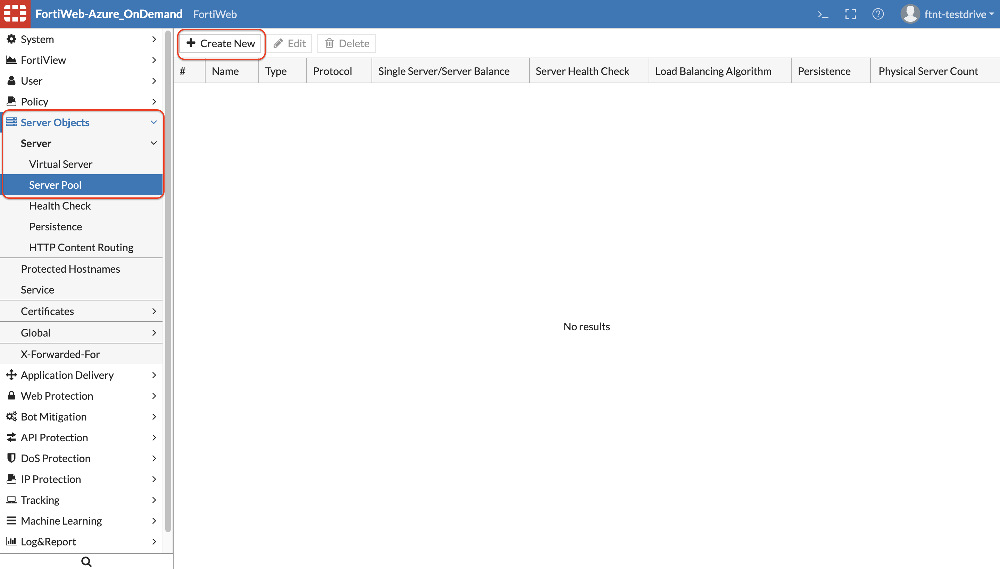 FortiWeb-Azure_OnDemand FortiWeb >_ ? ftnt-testdrive
System
FortiView
User
Policy
Server Objects
Server
Virtual Server
Server Pool
Health Check
Persistence
HTTP Content Routing
Protected Hostnames
Service
Certificates
Global
X-Forwarded-For
Application Delivery
Web Protection
Bot Mitigation
API Protection
DoS Protection
IP Protection
Tracking
Machine Learning
Log&Report
Create New Edit Delete
# Name Type Protocol Single Server/Server Balance Server Health Check Load Balancing Algorithm Persistence Physical Server Count
No results